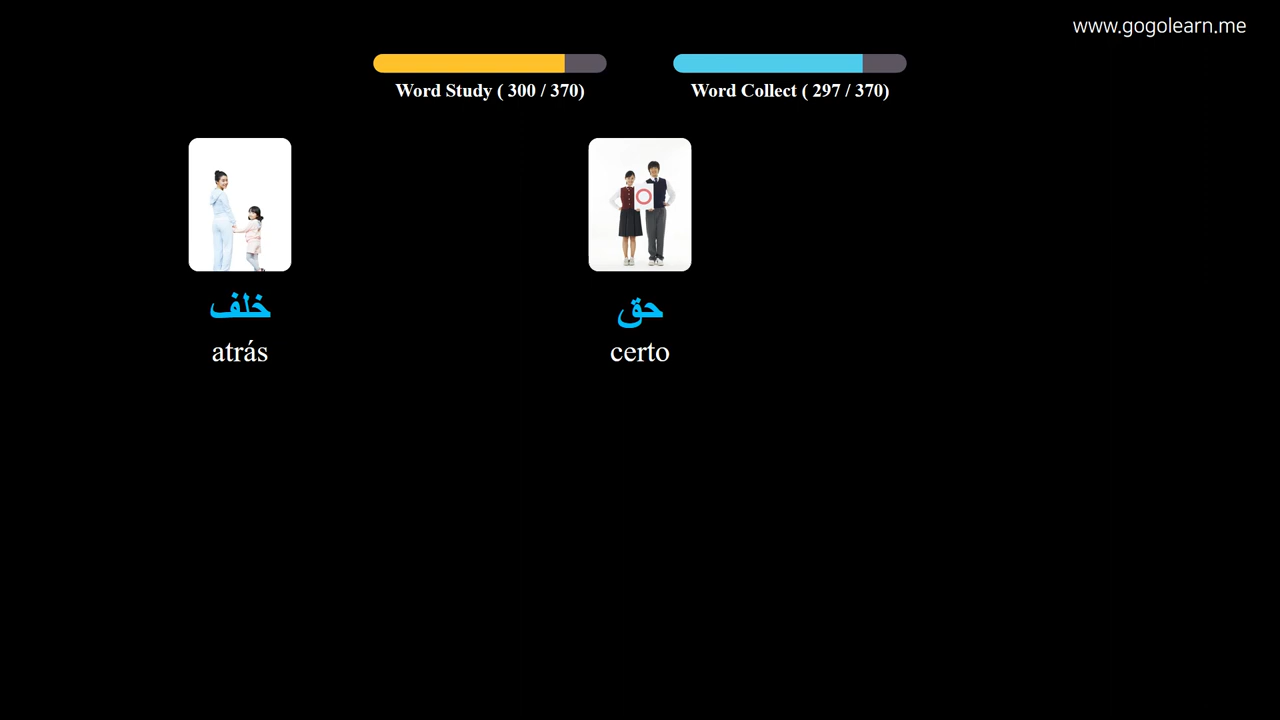 www.gogolearn.me
Word Study ( 300 / 370)
Word Collect ( 297 / 370)
خلف
atrás
حق
certo